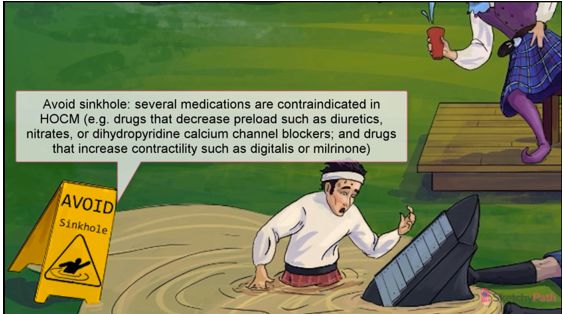 Avoid sinkhole: several medications are contraindicated in
HOCM (e.g. drugs that decrease preload such as diuretics,
nitrates, or dihydropyridine calcium channel blockers; and drugs
that increase contractility such as digitalis or milrinone)
AVOID
Sinkhole
SketchyPath